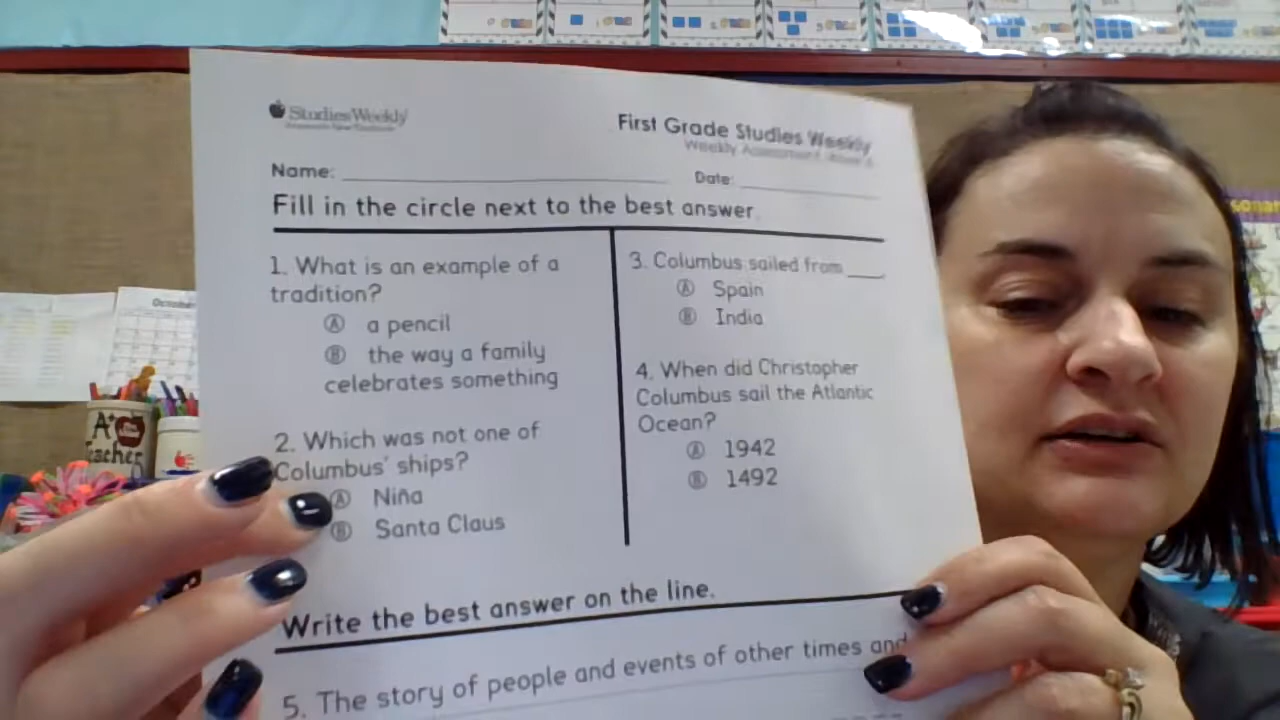 StudiesWeekly
First Grade Studies Weekly
Weekly Assessment
Name:
Date:
Fill in the circle next to the best answer.
1. What is an example of a
tradition?
Ⓐ a pencil
Ⓑ the way a family
celebrates something
2. Which was not one of
Columbus' ships?
Ⓐ Niña
Ⓑ Santa Claus
3. Columbus sailed from ____.
Ⓐ Spain
Ⓑ India
4. When did Christopher
Columbus sail the Atlantic
Ocean?
Ⓐ 1942
Ⓑ 1492
Write the best answer on the line.
5. The story of people and events of other times and
October
A+
Teacher